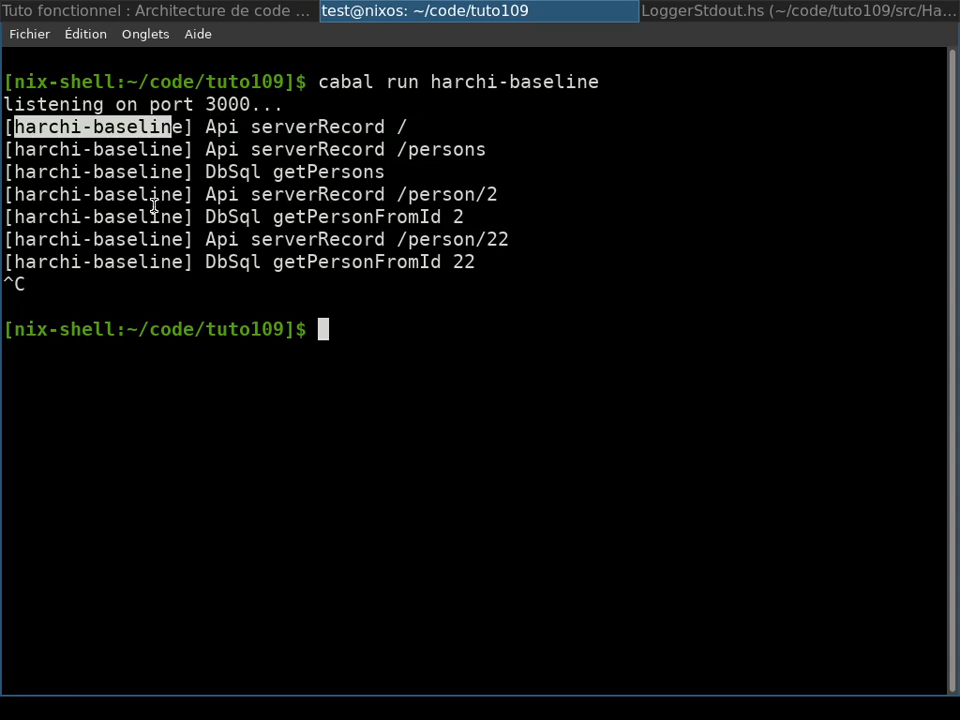 Tuto fonctionnel : Architecture de code ...
test@nixos: ~/code/tuto109
LoggerStdout.hs (~/code/tuto109/src/Ha...
Fichier Édition Onglets Aide
[nix-shell:~/code/tuto109]$ cabal run harchi-baseline
listening on port 3000...
[harchi-baseline] Api serverRecord /
[harchi-baseline] Api serverRecord /persons
[harchi-baseline] DbSql getPersons
[harchi-baseline] Api serverRecord /person/2
[harchi-baseline] DbSql getPersonFromId 2
[harchi-baseline] Api serverRecord /person/22
[harchi-baseline] DbSql getPersonFromId 22
^C
[nix-shell:~/code/tuto109]$